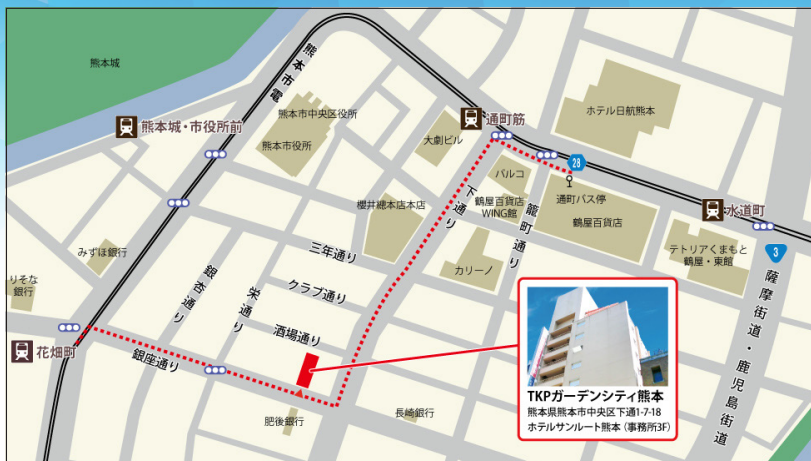 熊本城
熊本市電
熊本城・市役所前
熊本市中央区役所
熊本市役所
大劇ビル
通町筋
ホテル日航熊本
パルコ
28
通町バス停
鶴屋百貨店
WING館
鶴屋百貨店
水道町
下通り
籠町通り
櫻井總本店本店
カリーノ
テトリアくまもと
鶴屋・東館
3
薩摩街道・鹿児島街道
みずほ銀行
りそな
銀行
三年通り
クラブ通り
酒場通り
銀杏通り
栄通り
花畑町
銀座通り
肥後銀行
長崎銀行
TKPガーデンシティ熊本
熊本県熊本市中央区下通1-7-18
ホテルサンルート熊本（事務所3F）